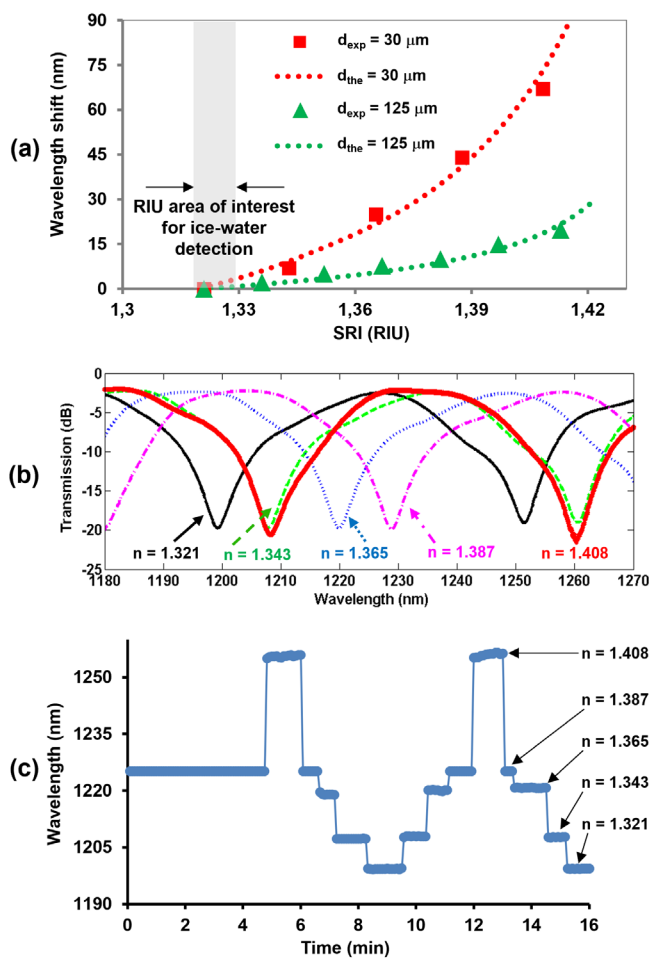 (a)
Wavelength shift (nm)
90
75
60
45
30
15
0
dexp = 30 μm
dthe = 30 μm
dexp = 125 μm
dthe = 125 μm
RIU area of interest
for ice-water
detection
1,3 1,33 1,36 1,39 1,42
SRI (RIU)
(b)
Transmission (dB)
0
-5
-10
-15
-20
-25
n = 1.321 n = 1.343 n = 1.365 n = 1.387 n = 1.408
1180 1190 1200 1210 1220 1230 1240 1250 1260 1270
Wavelength (nm)
(c)
Wavelength (nm)
1250
1235
1220
1205
1190
n = 1.408
n = 1.387
n = 1.365
n = 1.343
n = 1.321
0 2 4 6 8 10 12 14 16
Time (min)